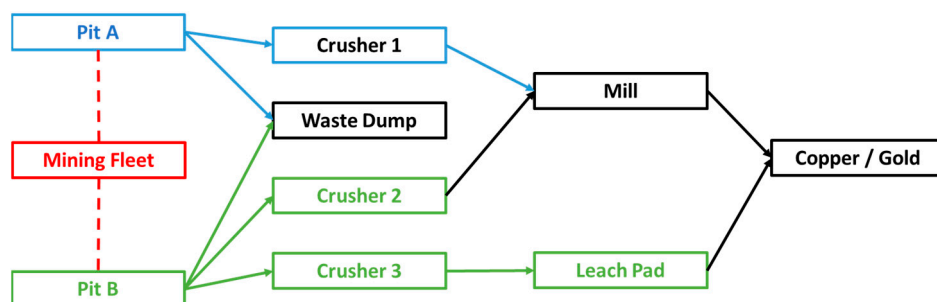 Pit A
Crusher 1
Mill
Waste Dump
Mining Fleet
Copper / Gold
Crusher 2
Crusher 3
Leach Pad
Pit B